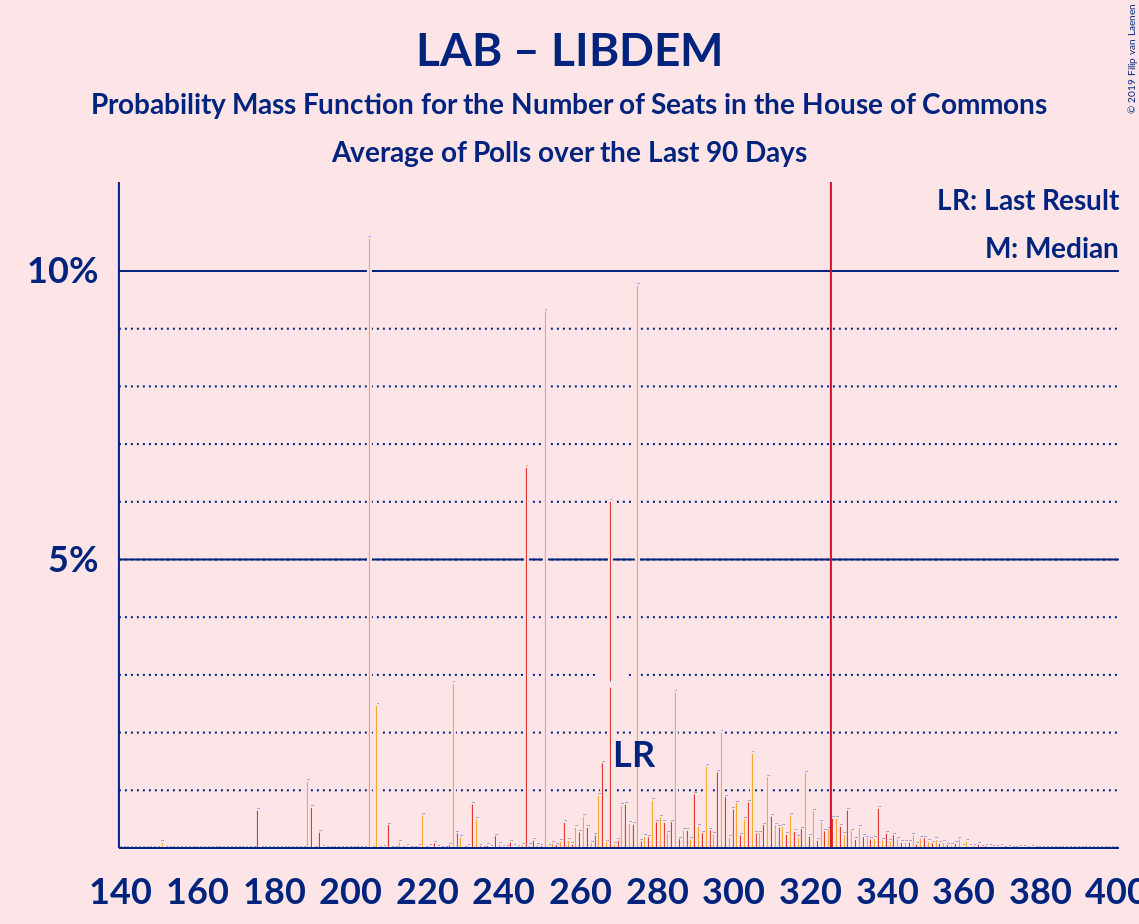 LAB – LIBDEM
Probability Mass Function for the Number of Seats in the House of Commons
Average of Polls over the Last 90 Days
© 2019 Filip van Laenen
LR: Last Result
M: Median
10%
5%
LR
140 160 180 200 220 240 260 280 300 320 340 360 380 400